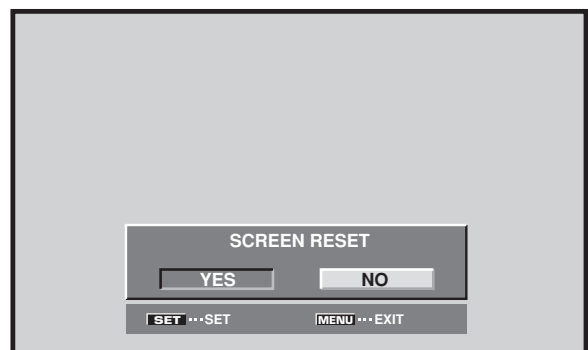 SCREEN RESET
YES NO
SET ···SET MENU ··· EXIT